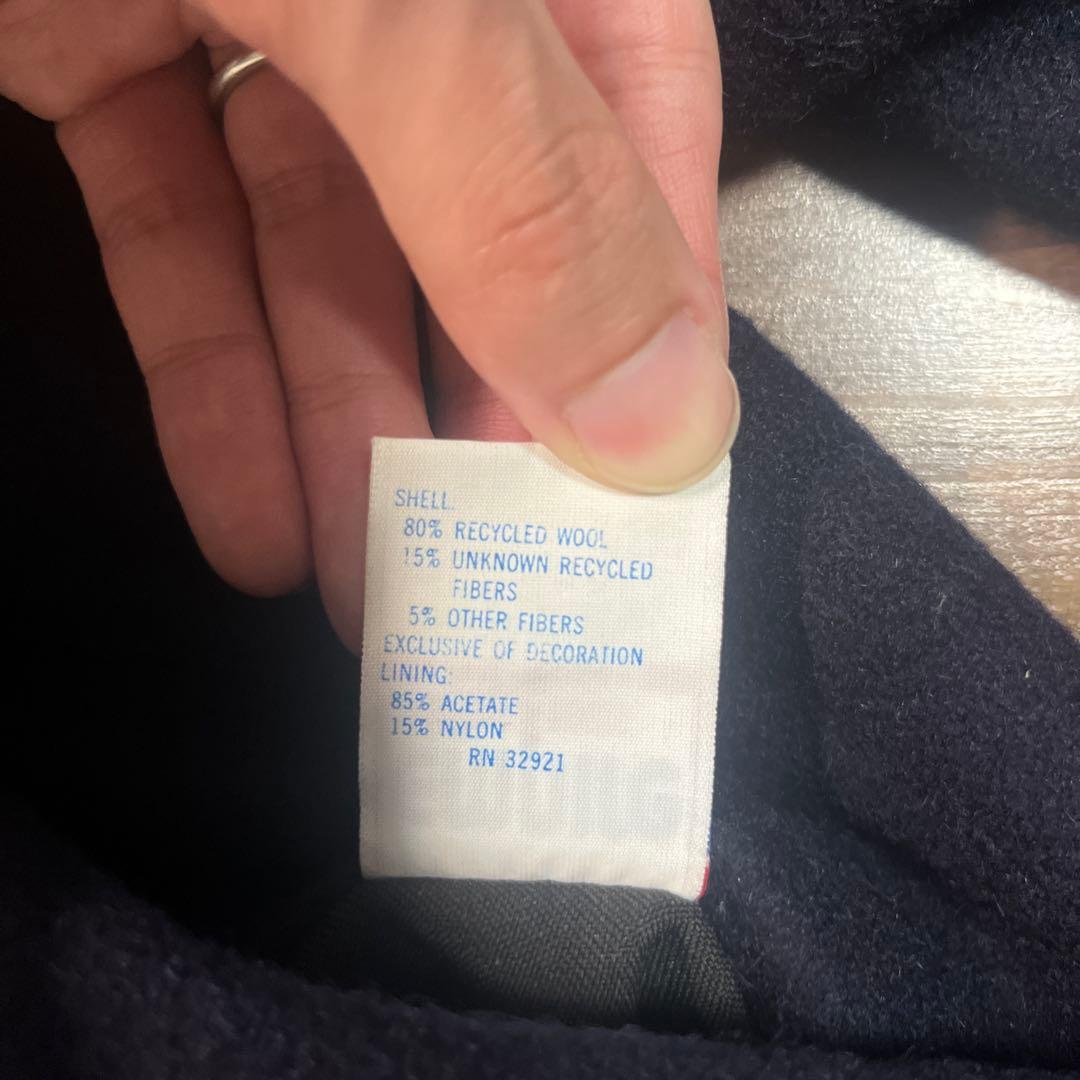 SHELL:
80% RECYCLED WOOL
15% UNKNOWN RECYCLED
FIBERS
5% OTHER FIBERS
EXCLUSIVE OF DECORATION
LINING:
85% ACETATE
15% NYLON
RN 32921